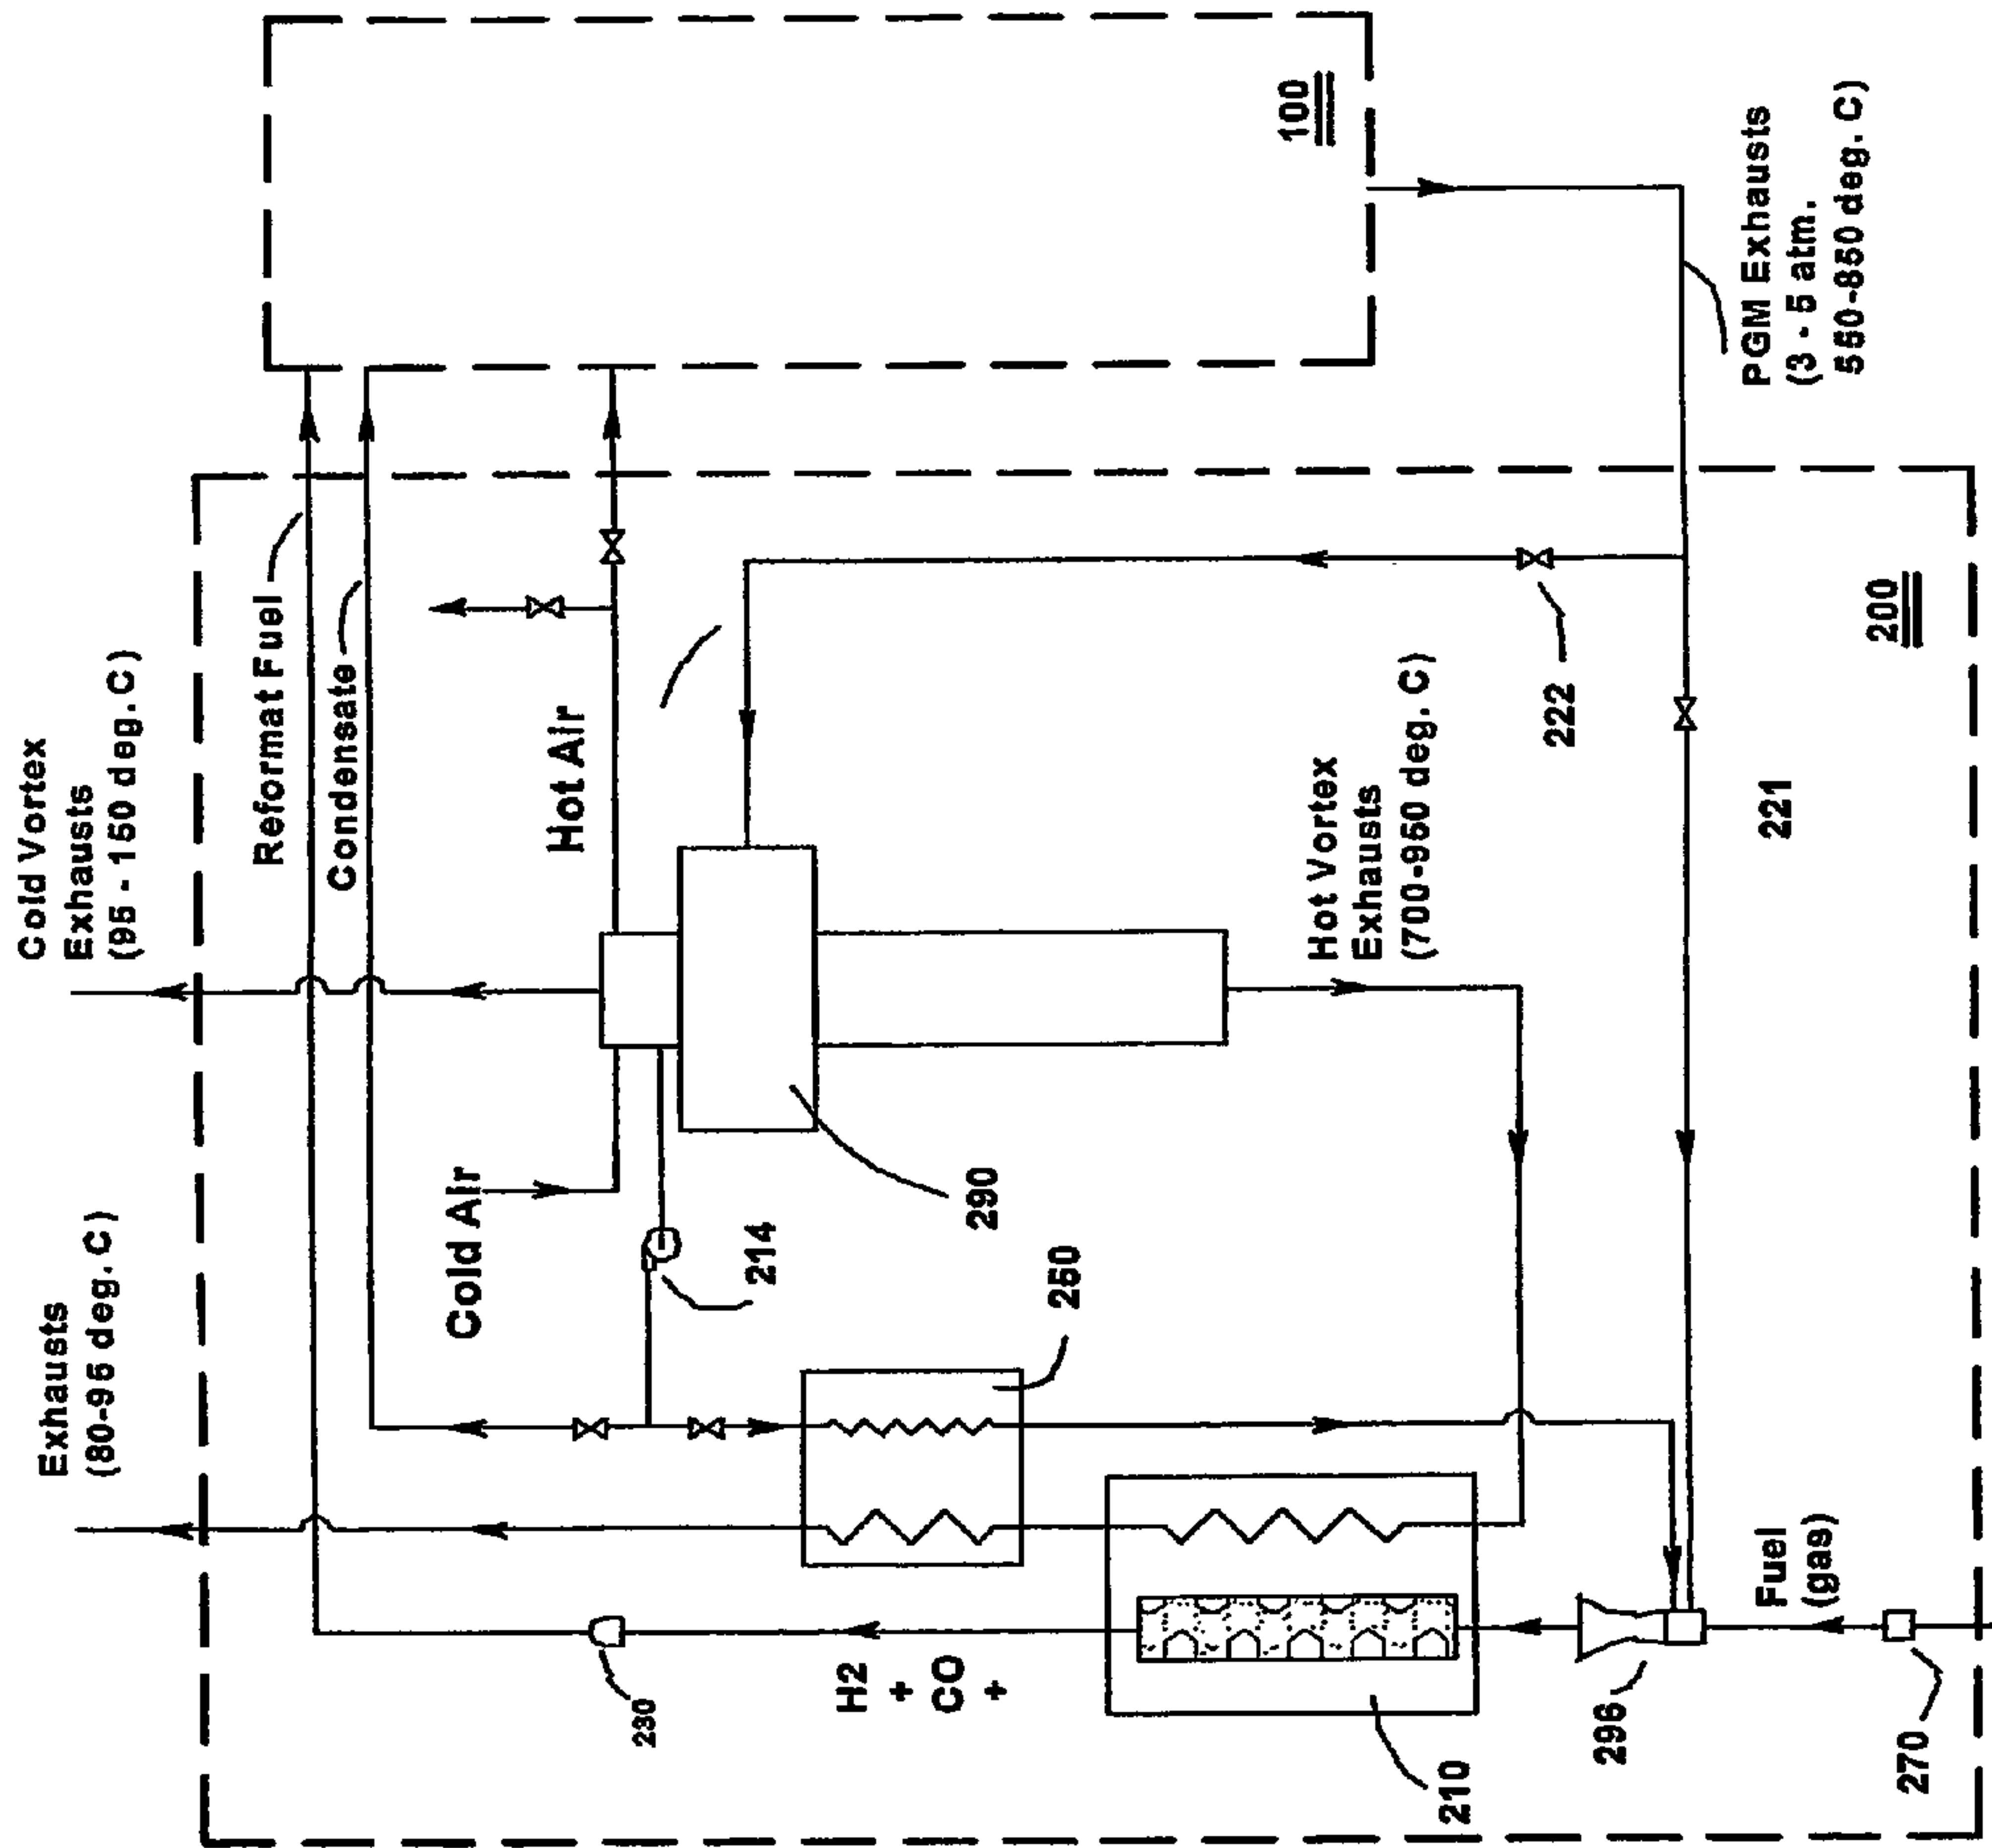 Exhausts
(80-95 deg. C)
Cold Vortex
Exhausts
(95 - 150 deg. C)
Reformat Fuel
Condensate
Cold Air
Hot Air
230
214
H2
+
CO
+
290
250
100
Hot Vortex
Exhausts
(700-950 deg. C)
210
222
295
PGM Exhausts
(3 - 5 atm.
550-850 deg. C)
Fuel
(gas)
221
200
270